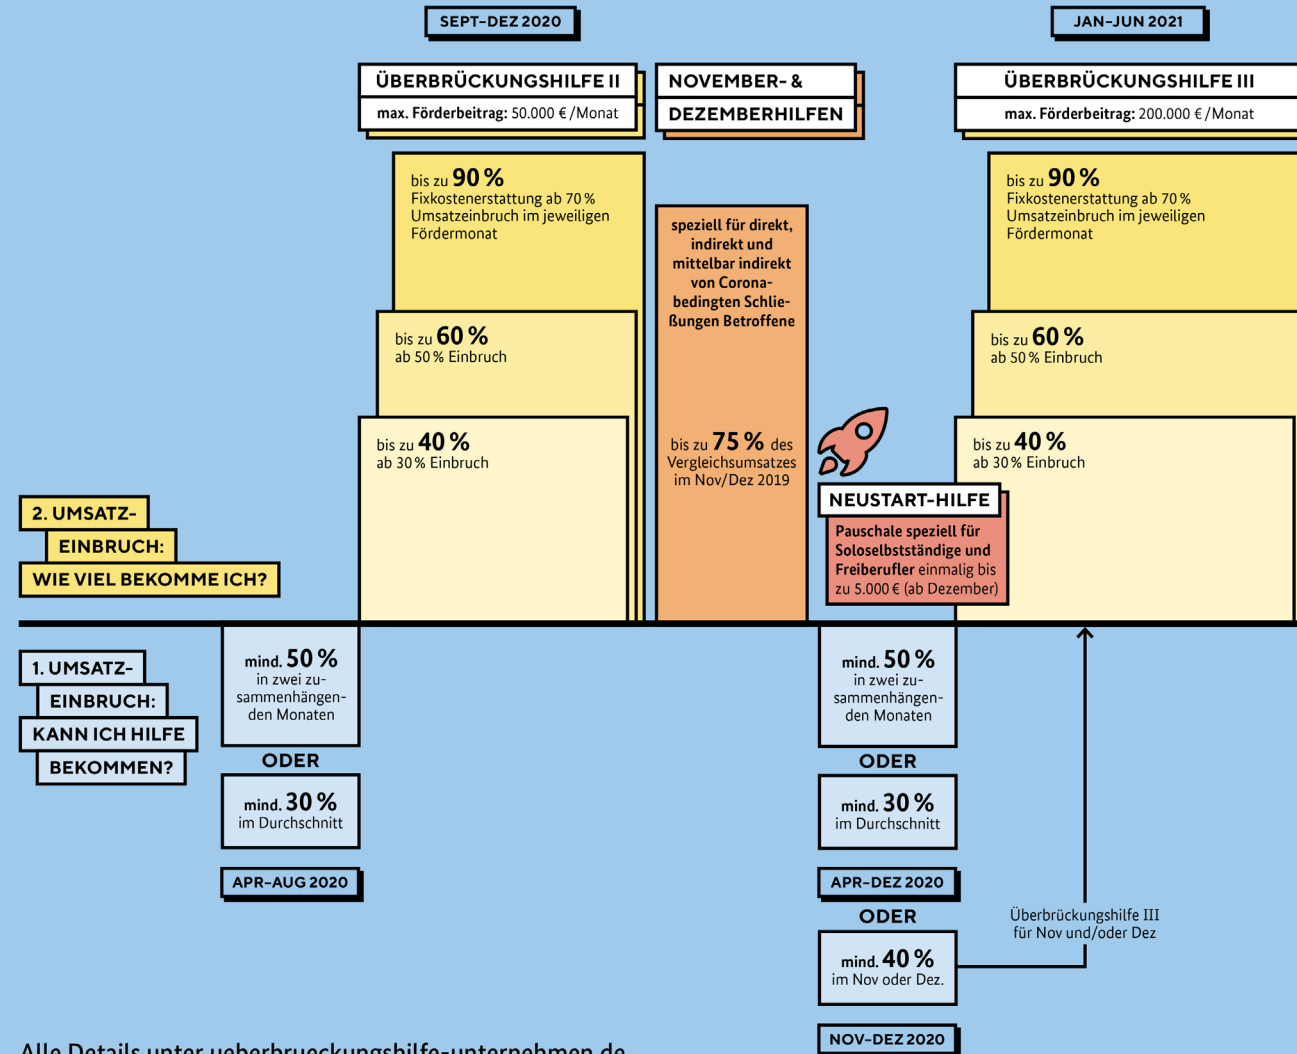 SEPT–DEZ 2020
JAN–JUN 2021
ÜBERBRÜCKUNGSHILFE II
max. Förderbeitrag: 50.000 €/Monat
NOVEMBER- &
DEZEMBERHILFEN
ÜBERBRÜCKUNGSHILFE III
max. Förderbeitrag: 200.000 €/Monat
bis zu 90 %
Fixkostenerstattung ab 70 %
Umsatzeinbruch im jeweiligen
Fördermonat
bis zu 60 %
ab 50 % Einbruch
bis zu 40 %
ab 30 % Einbruch
speziell für direkt,
indirekt und
mittelbar indirekt
von Corona-
bedingten Schlie-
ßungen Betroffene
bis zu 75 % des
Vergleichsumsatzes
im Nov/Dez 2019
bis zu 90 %
Fixkostenerstattung ab 70 %
Umsatzeinbruch im jeweiligen
Fördermonat
bis zu 60 %
ab 50 % Einbruch
bis zu 40 %
ab 30 % Einbruch
NEUSTART-HILFE
Pauschale speziell für
Soloselbstständige und
Freiberufler einmalig bis
zu 5.000 € (ab Dezember)
2. UMSATZ-
EINBRUCH:
WIE VIEL BEKOMME ICH?
1. UMSATZ-
EINBRUCH:
KANN ICH HILFE
BEKOMMEN?
mind. 50 %
in zwei zu-
sammenhängen-
den Monaten
ODER
mind. 30 %
im Durchschnitt
APR–AUG 2020
mind. 50 %
in zwei zu-
sammenhängen-
den Monaten
ODER
mind. 30 %
im Durchschnitt
APR–DEZ 2020
ODER
mind. 40 %
im Nov oder Dez.
NOV–DEZ 2020
Überbrückungshilfe III
für Nov und/oder Dez
Alle Details unter ueberbrueckungshilfe-unternehmen.de